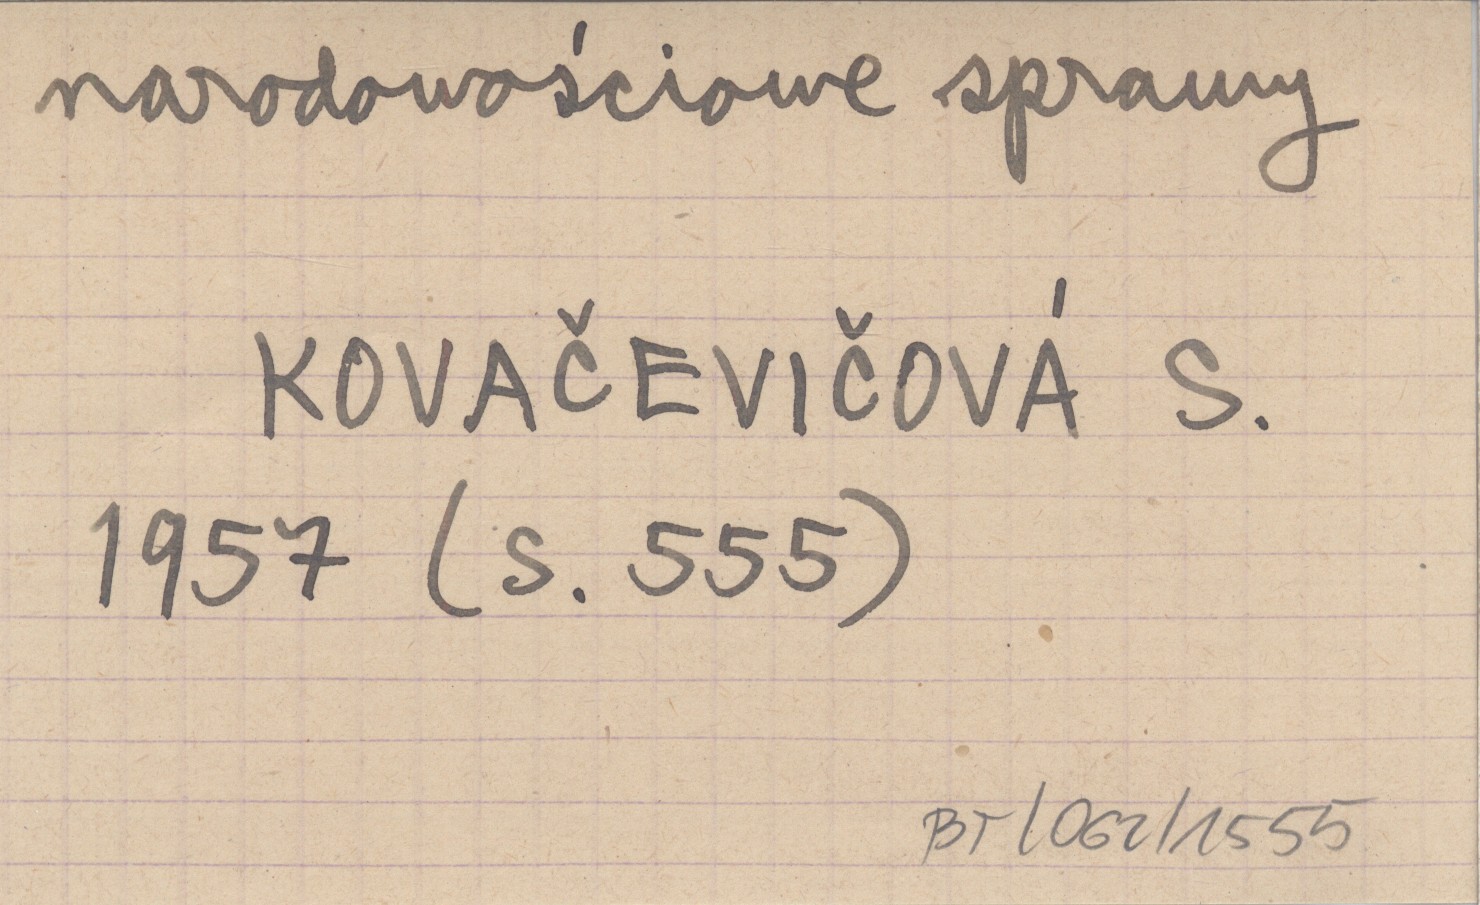 narodowościowe sprawy
KOVAČEVIČOVÁ S.
1957 (s. 555)
BT/062/1555